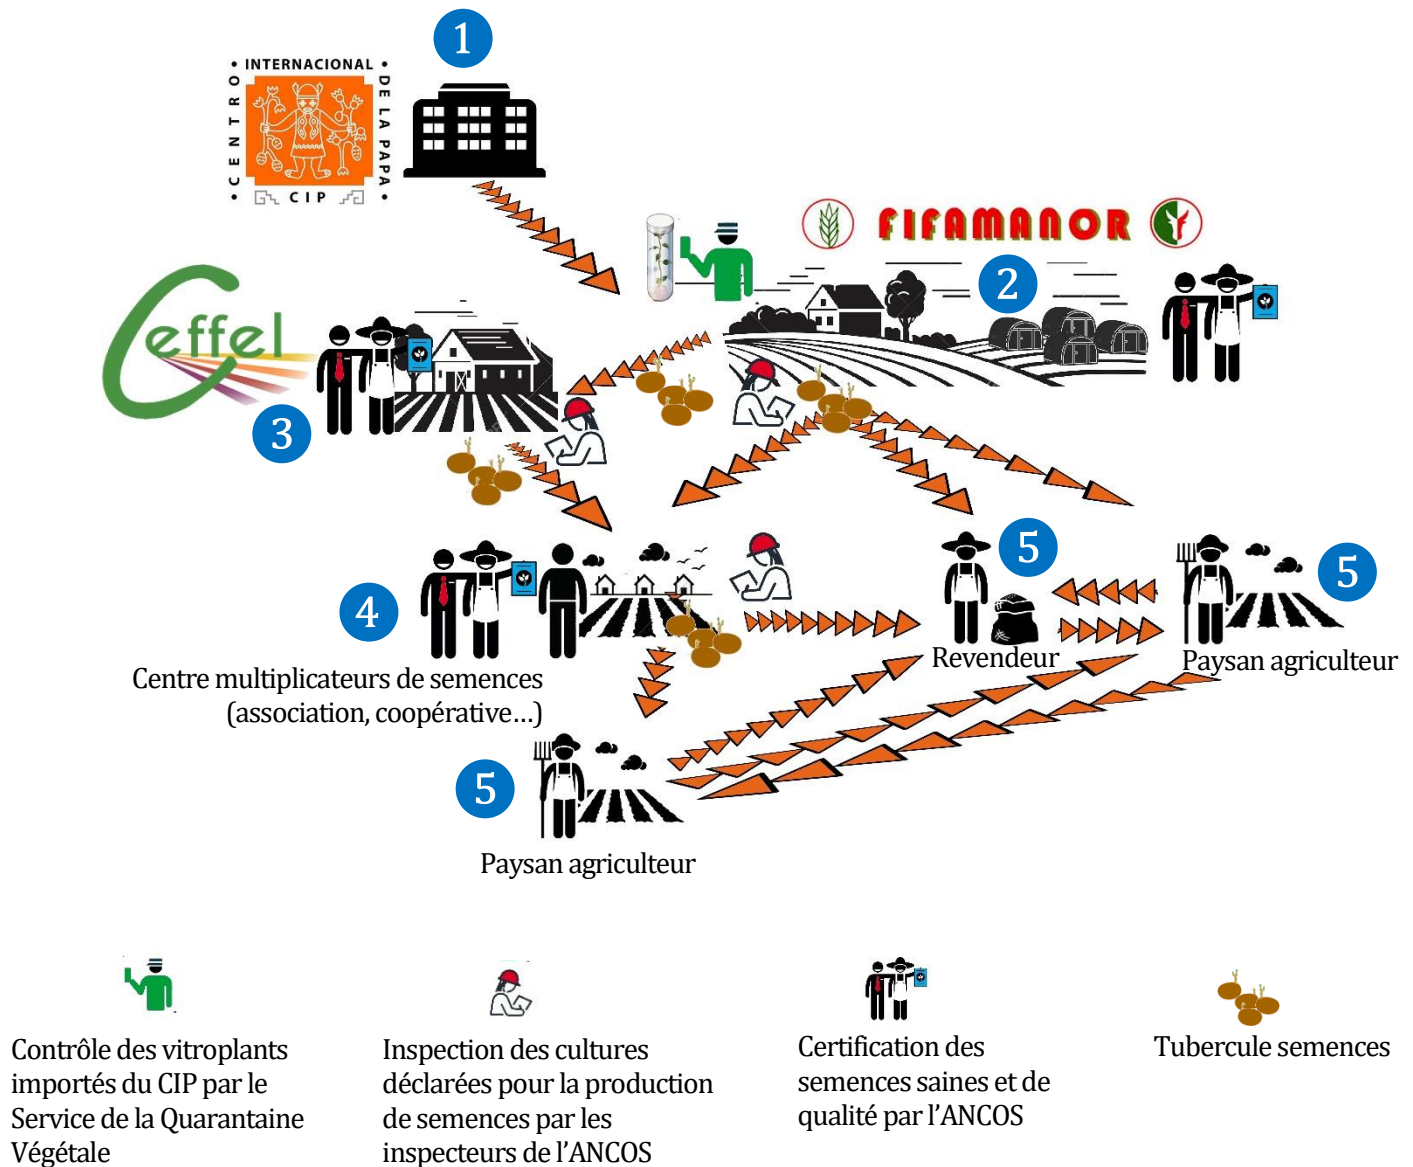 1
INTERNACIONAL
CENTRO
DE LA PAPA
CIP
FIFAMANOR
2
Ceffel
3
5
5
4
Revendeur
Paysan agriculteur
Centre multiplicateurs de semences
(association, coopérative…)
5
Paysan agriculteur
Contrôle des vitroplants
importés du CIP par le
Service de la Quarantaine
Végétale
Inspection des cultures
déclarées pour la production
de semences par les
inspecteurs de l’ANCOS
Certification des
semences saines et de
qualité par l’ANCOS
Tubercule semences